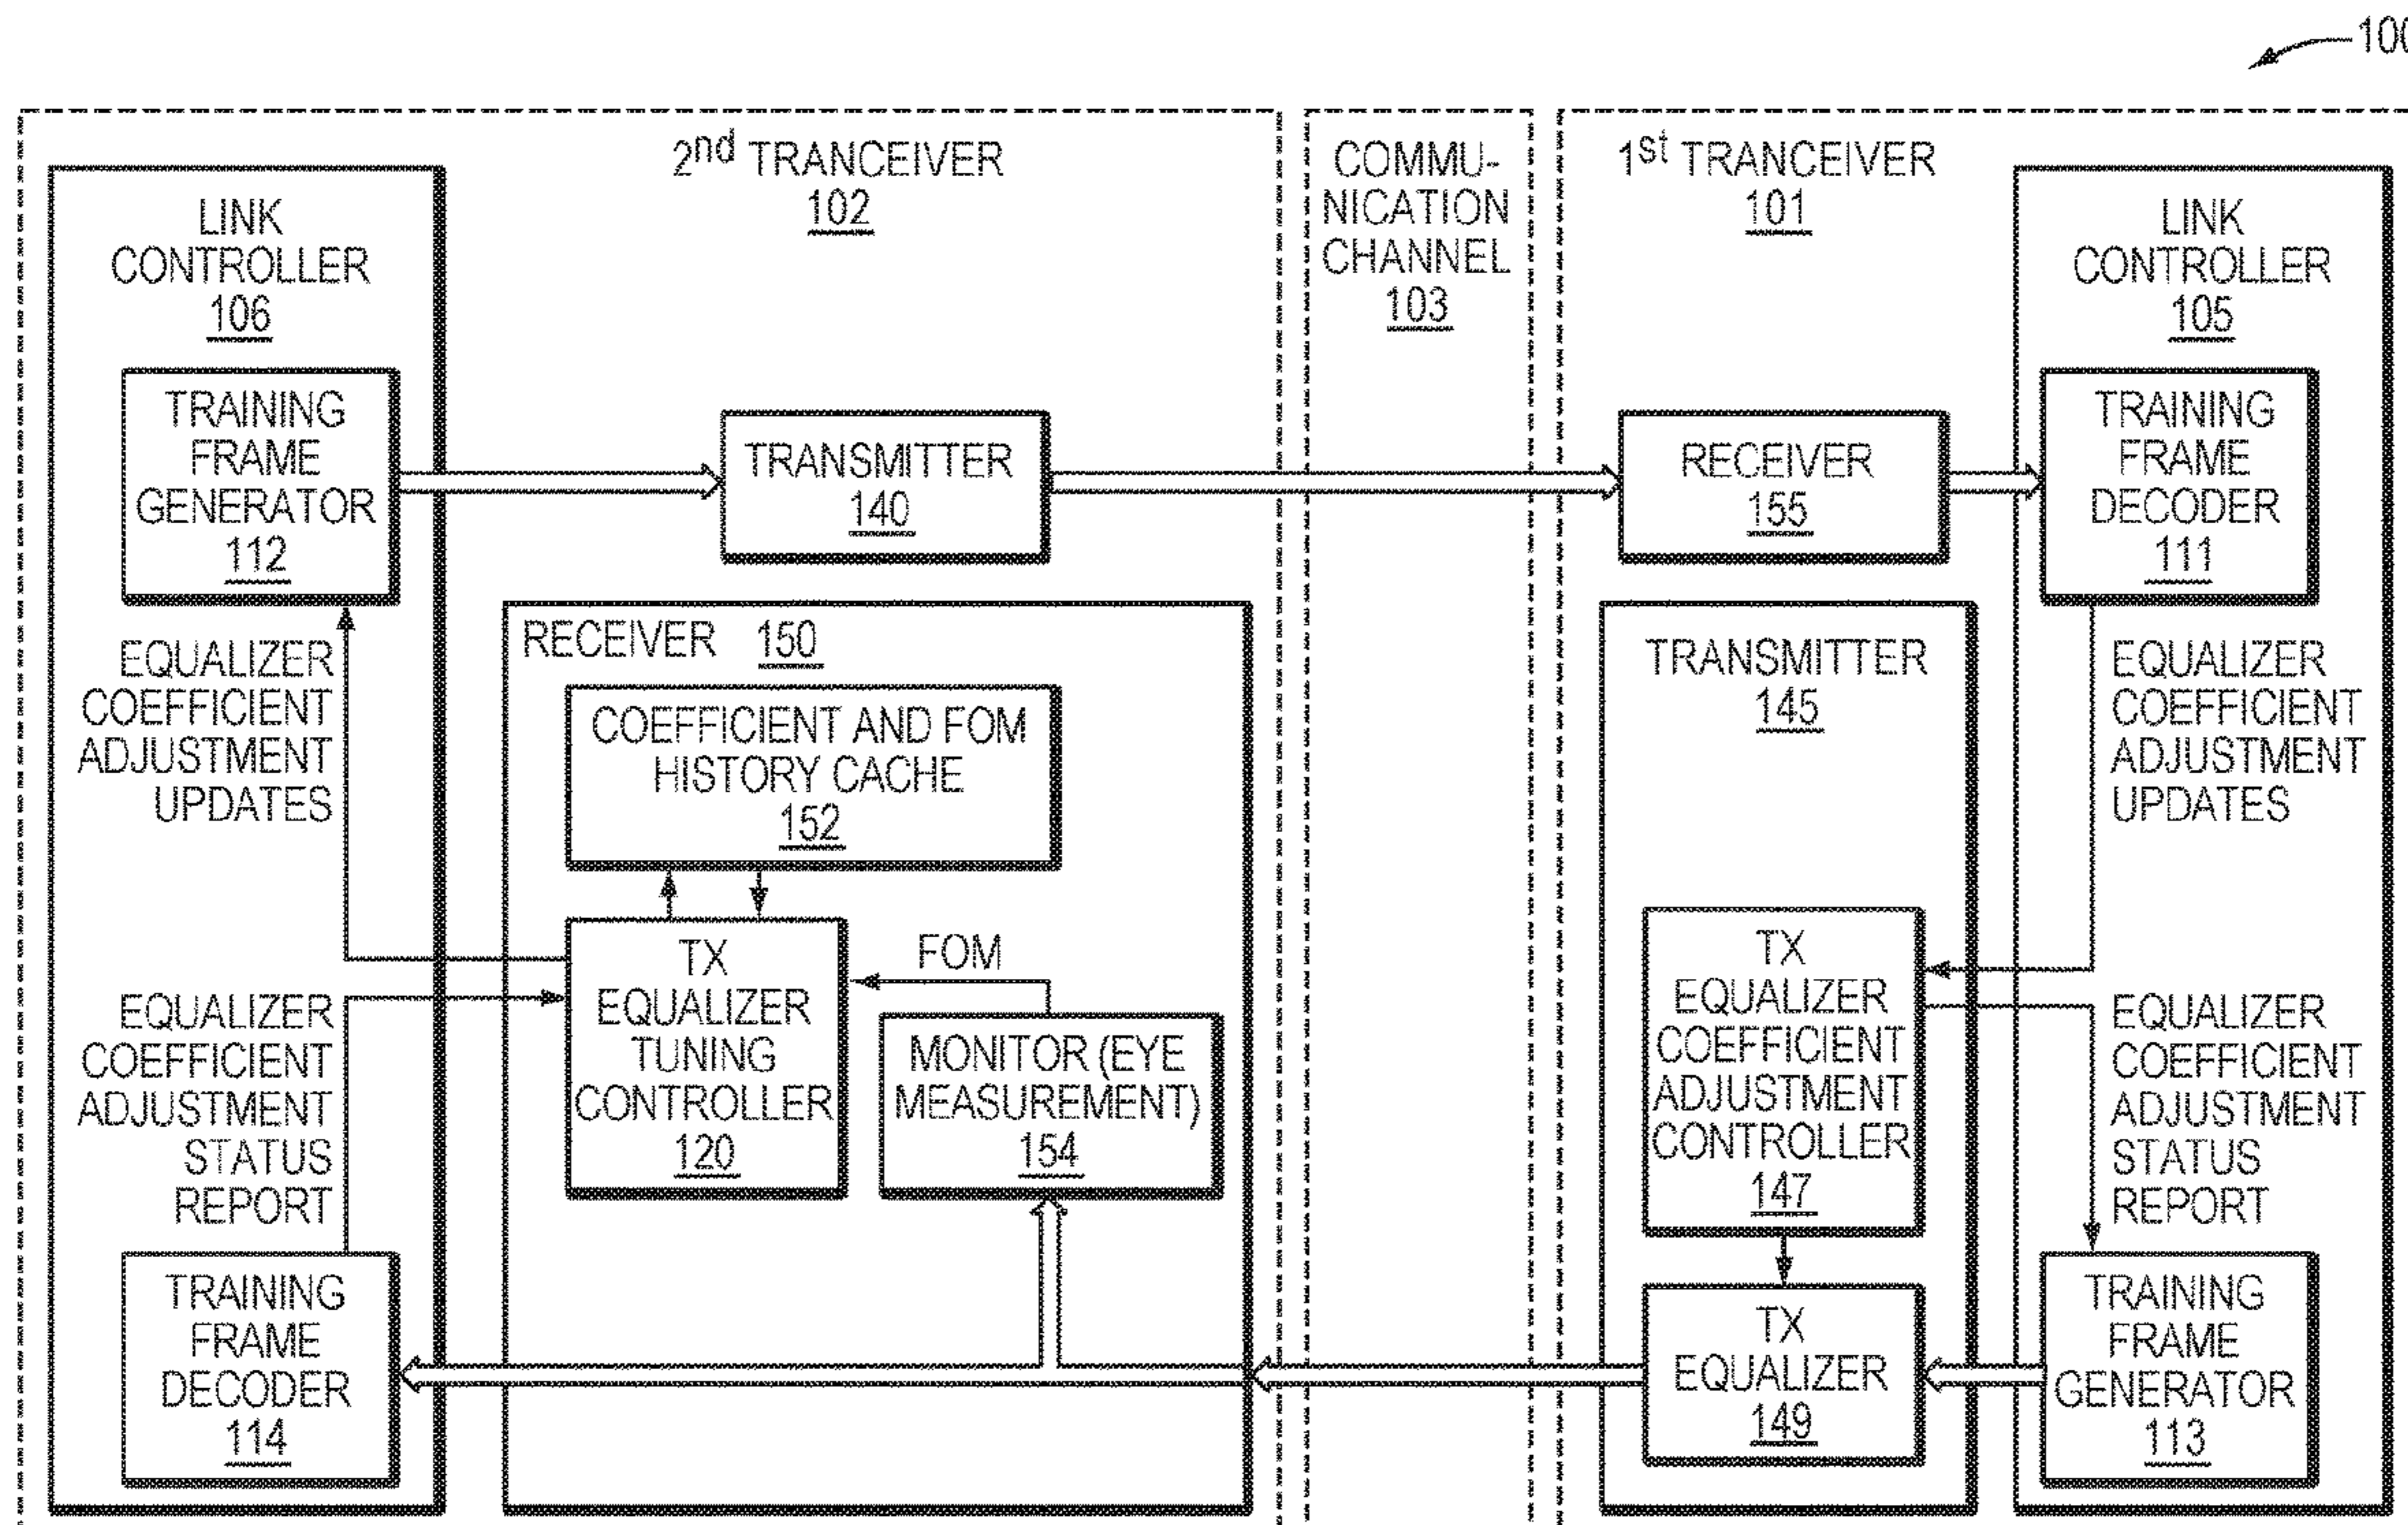 100
2nd TRANCEIVER
102
COMMU-
NICATION
CHANNEL
103
1st TRANCEIVER
101
LINK
CONTROLLER
106
LINK
CONTROLLER
105
TRAINING
FRAME
GENERATOR
112
TRANSMITTER
140
RECEIVER
155
TRAINING
FRAME
DECODER
111
EQUALIZER
COEFFICIENT
ADJUSTMENT
UPDATES
RECEIVER 150
COEFFICIENT AND FOM
HISTORY CACHE
152
TRANSMITTER
145
EQUALIZER
COEFFICIENT
ADJUSTMENT
UPDATES
EQUALIZER
COEFFICIENT
ADJUSTMENT
STATUS
REPORT
TX
EQUALIZER
TUNING
CONTROLLER
120
FOM
MONITOR (EYE
MEASUREMENT)
154
TX
EQUALIZER
COEFFICIENT
ADJUSTMENT
CONTROLLER
147
EQUALIZER
COEFFICIENT
ADJUSTMENT
STATUS
REPORT
TRAINING
FRAME
DECODER
114
TX
EQUALIZER
149
TRAINING
FRAME
GENERATOR
113